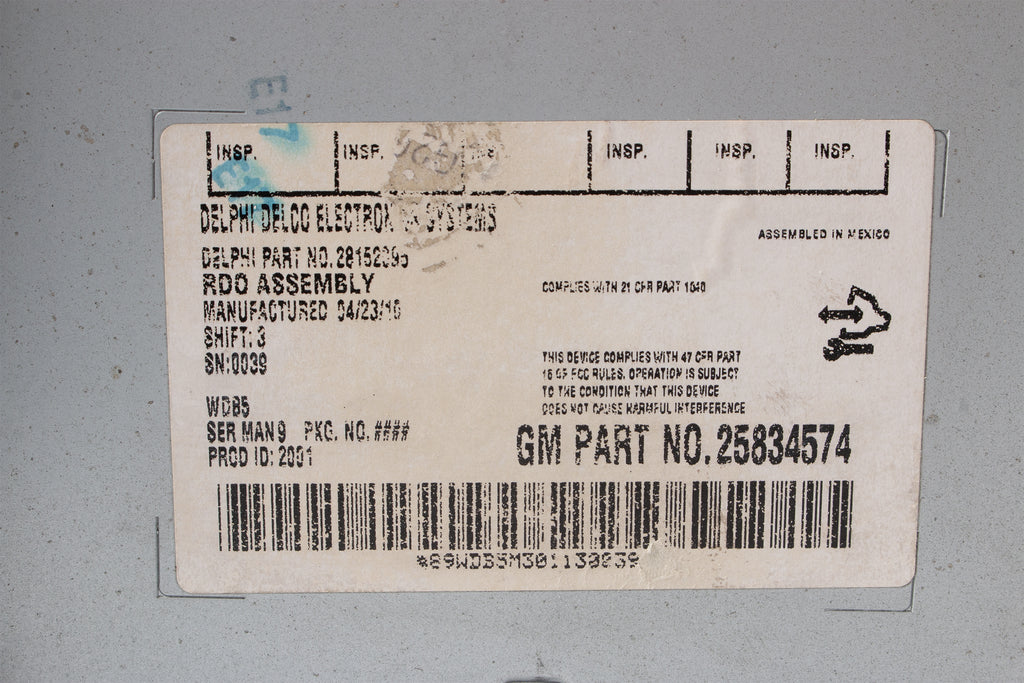 E17
INSP. INSP. INSP. INSP. INSP.
DELPHI DELCO ELECTRON SYSTEMS
ASSEMBLED IN MEXICO
DELPHI PART NO. 28152395
RDO ASSEMBLY
COMPLIES WITH 21 CFR PART 1040
MANUFACTURED 04/23/10
SHIFT: 3
SN:0039
THIS DEVICE COMPLIES WITH 47 CFR PART
15 OF FCC RULES. OPERATION IS SUBJECT
TO THE CONDITION THAT THIS DEVICE
DOES NOT CAUSE HARMFUL INTERFERENCE
WDB5
SER MAN 9 PKG. NO. ####
PROD ID: 2001
GM PART NO. 25834574
*89WDB5M301130039